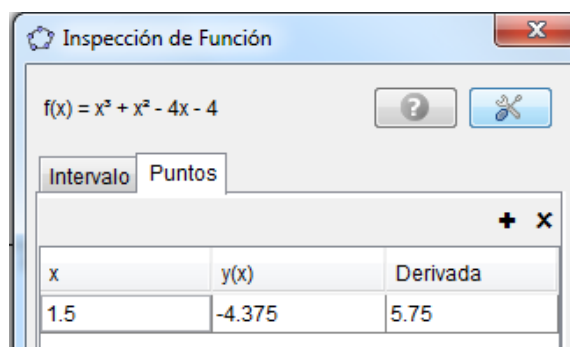 Inspección de Función
f(x) = x³ + x² - 4x - 4
Intervalo Puntos
x y(x) Derivada
1.5 -4.375 5.75